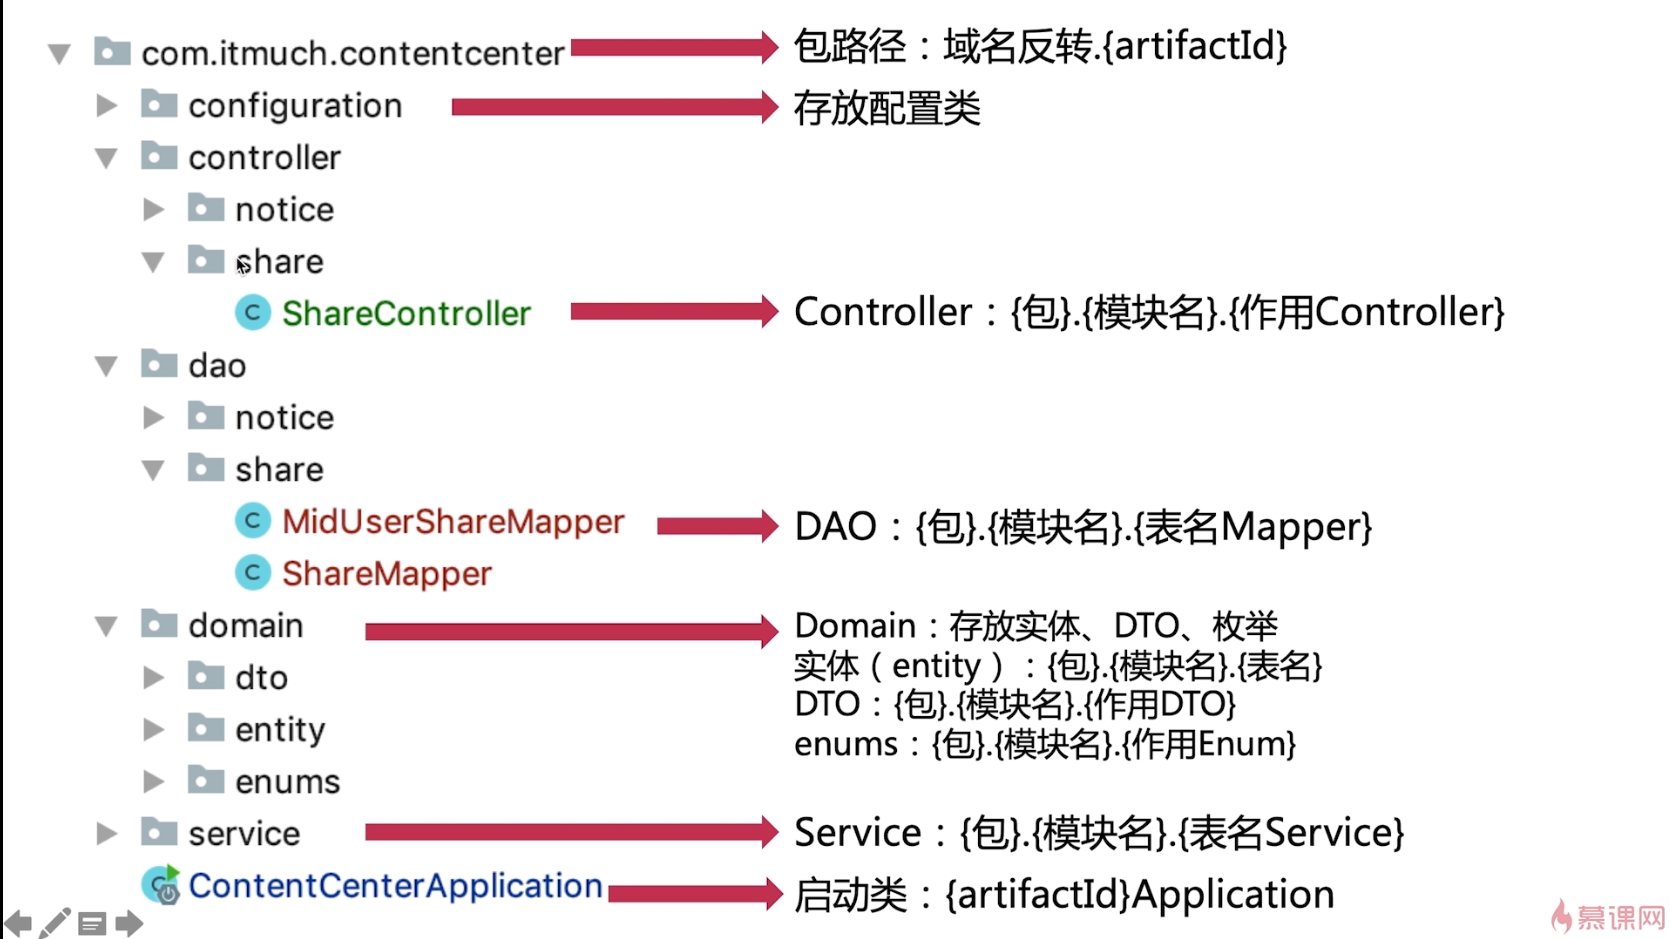 com.itmuch.contentcenter 包路径：域名反转.{artifactId}
configuration 存放配置类
controller
notice
share
C ShareController Controller：{包}.{模块名}.{作用Controller}
dao
notice
share
C MidUserShareMapper DAO：{包}.{模块名}.{表名Mapper}
C ShareMapper
domain Domain：存放实体、DTO、枚举
实体（entity）：{包}.{模块名}.{表名}
dto DTO：{包}.{模块名}.{作用DTO}
entity enums：{包}.{模块名}.{作用Enum}
enums
service Service：{包}.{模块名}.{表名Service}
ContentCenterApplication 启动类：{artifactId}Application
慕课网